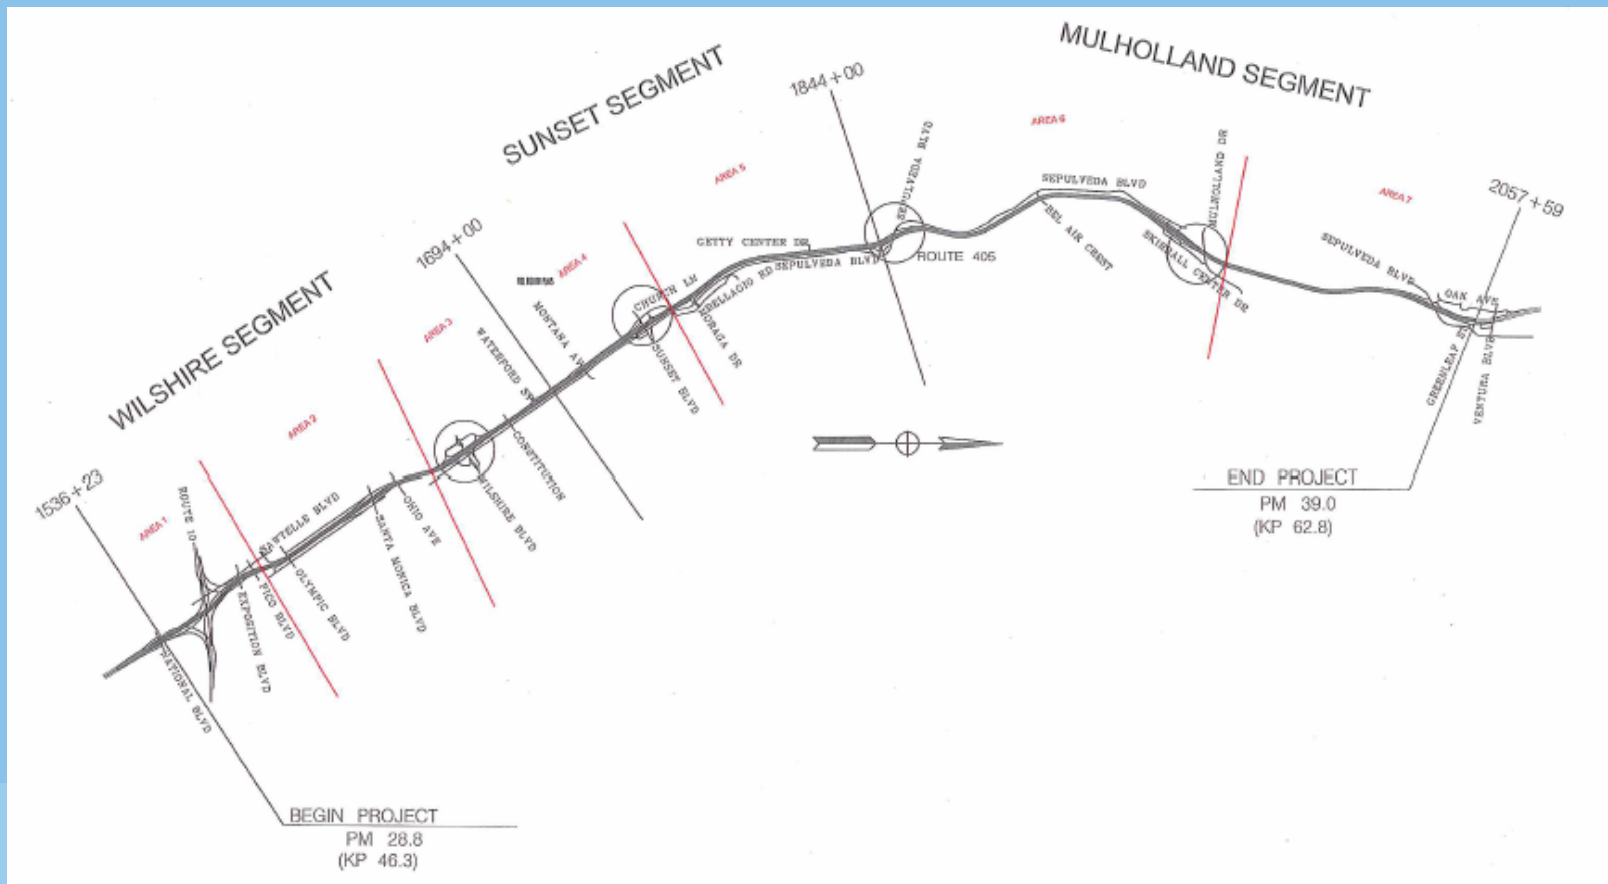 MULHOLLAND SEGMENT
SUNSET SEGMENT
WILSHIRE SEGMENT
1536+23
1694+00
1844+00
2057+59
AREA 1
AREA 2
AREA 3
AREA 4
AREA 5
AREA 6
AREA 7
ROUTE 10
NATIONAL BLVD
EXPOSITION BLVD
PICO BLVD
SAWTELLE BLVD
OLYMPIC BLVD
SANTA MONICA BLVD
OHIO AVE
WILSHIRE BLVD
CONSTITUTION
WATERFORD ST
MONTANA AV
CHURCH LN
SUNSET BLVD
MORAGA DR
BELLAGIO RD
GETTY CENTER DR
SEPULVEDA BLVD
SEPULVEDA BLVD
ROUTE 405
SEPULVEDA BLVD
BEL AIR CREST
MULHOLLAND DR
SKIRBALL CENTER DR
SEPULVEDA BLVD
OAK AVE
GREENLEAF ST
VENTURA BLVD
BEGIN PROJECT
PM 28.8
(KP 46.3)
END PROJECT
PM 39.0
(KP 62.8)